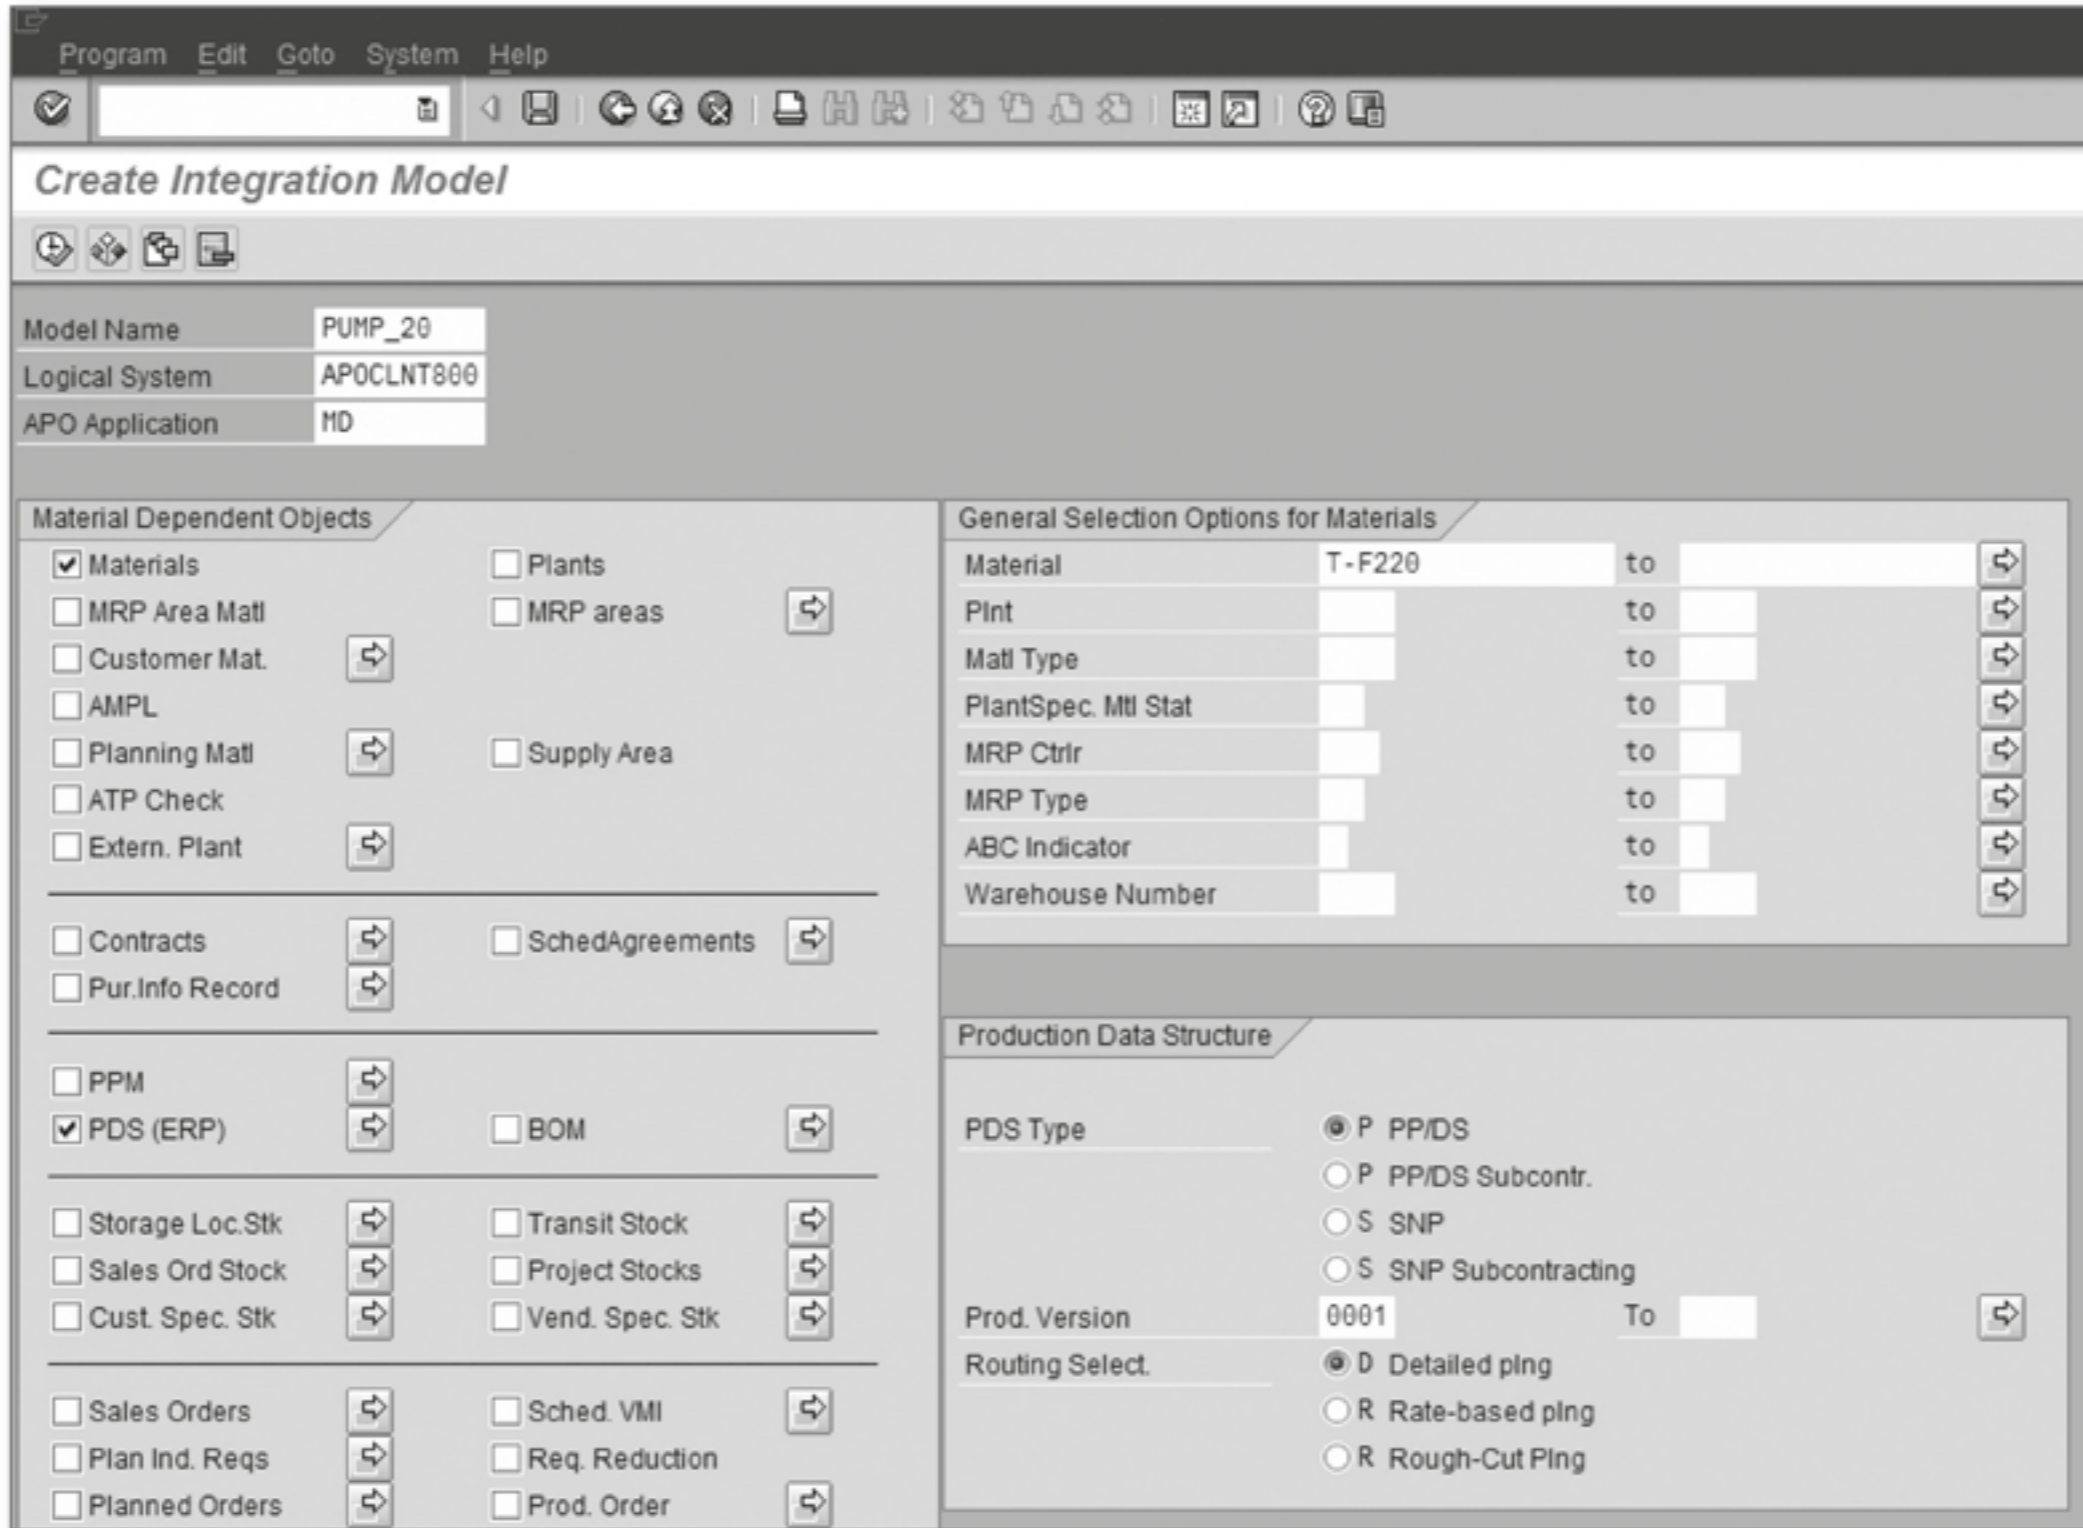 Program Edit Goto System Help
Create Integration Model
Model Name PUMP_20
Logical System APOCLNT800
APO Application MD
Material Dependent Objects
Materials Plants
MRP Area Matl MRP areas
Customer Mat.
AMPL
Planning Matl Supply Area
ATP Check
Extern. Plant
Contracts SchedAgreements
Pur.Info Record
PPM
PDS (ERP) BOM
Storage Loc.Stk Transit Stock
Sales Ord Stock Project Stocks
Cust. Spec. Stk Vend. Spec. Stk
Sales Orders Sched. VMI
Plan Ind. Reqs Req. Reduction
Planned Orders Prod. Order
General Selection Options for Materials
Material T-F220 to
Plnt to
Matl Type to
PlantSpec. Mtl Stat to
MRP Ctrlr to
MRP Type to
ABC Indicator to
Warehouse Number to
Production Data Structure
PDS Type P PP/DS
P PP/DS Subcontr.
S SNP
S SNP Subcontracting
Prod. Version 0001 To
Routing Select. D Detailed plng
R Rate-based plng
R Rough-Cut Plng